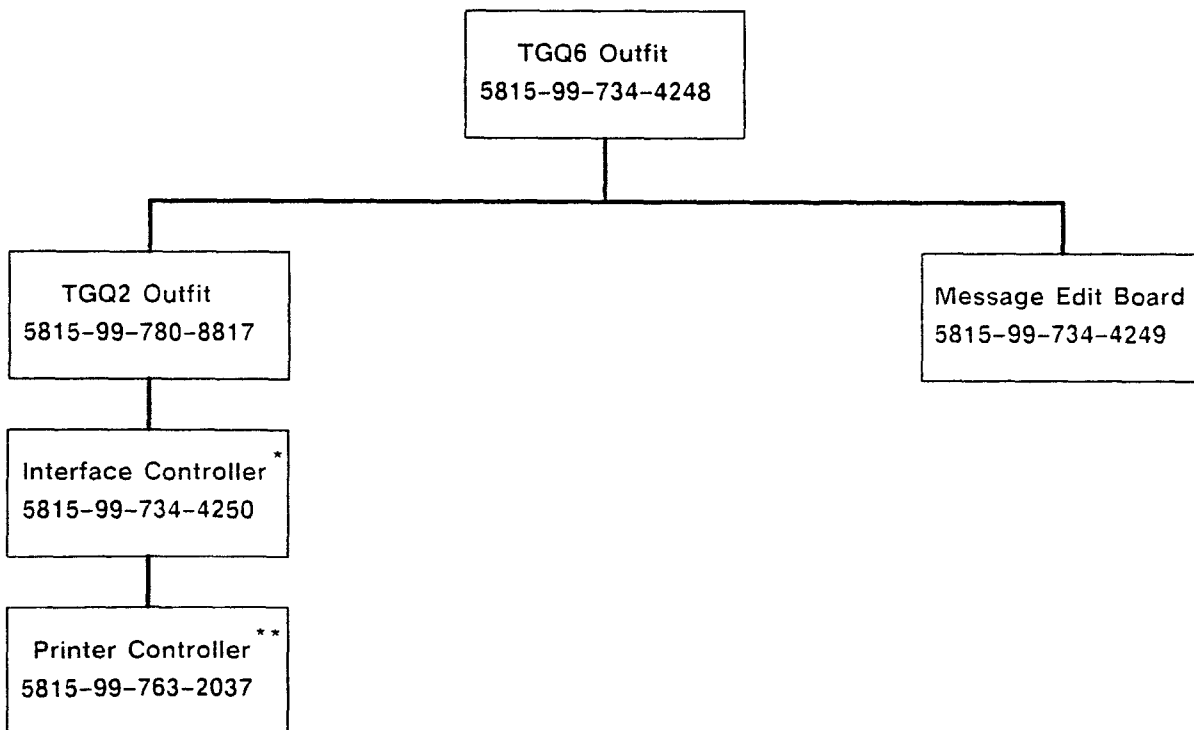 TGQ6 Outfit
5815-99-734-4248
TGQ2 Outfit
5815-99-780-8817
Message Edit Board
5815-99-734-4249
Interface Controller *
5815-99-734-4250
Printer Controller **
5815-99-763-2037